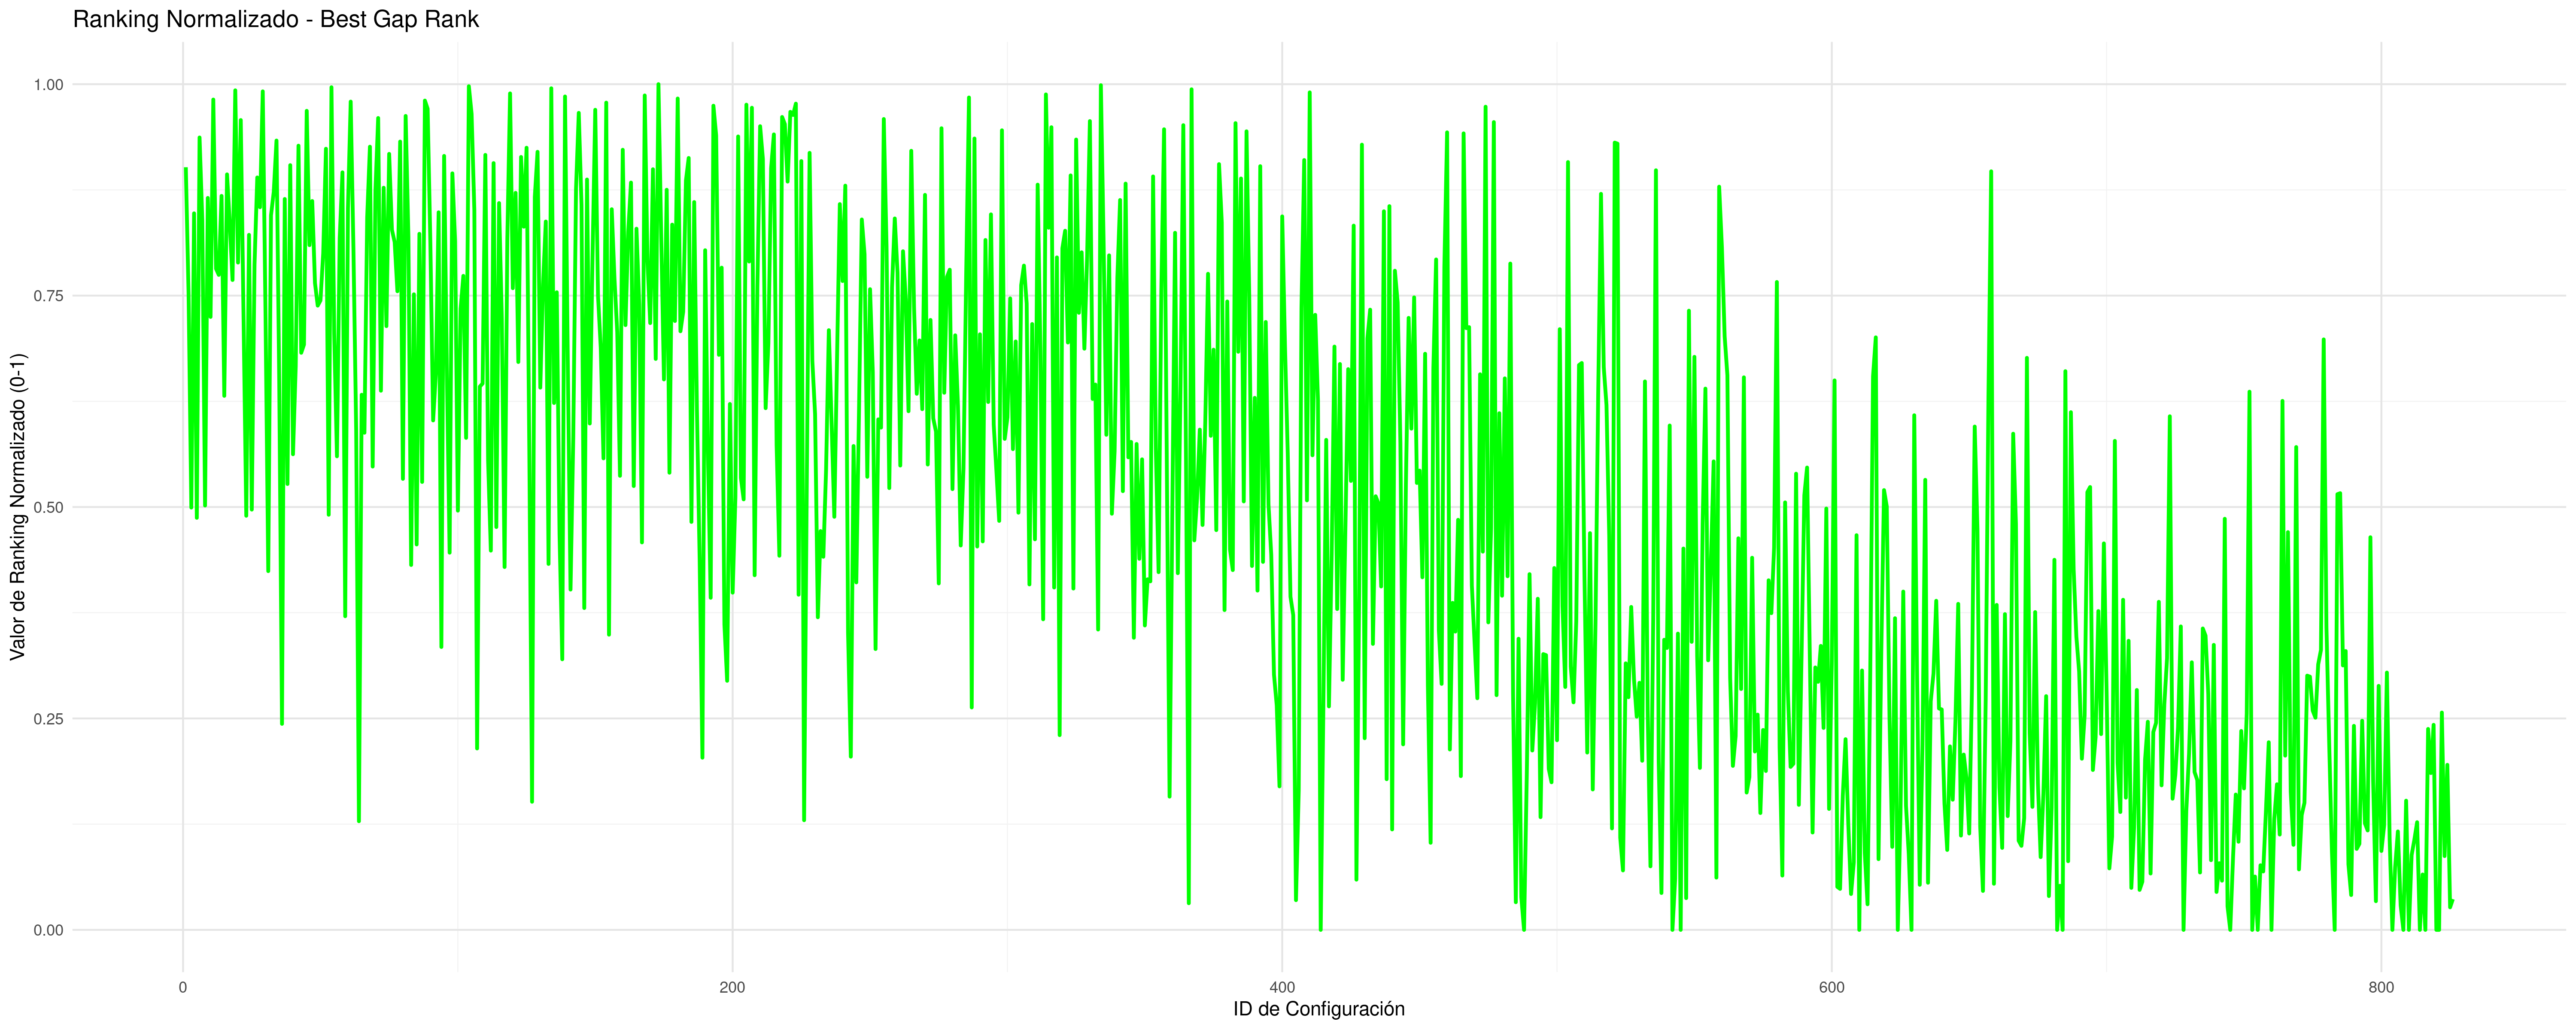 Ranking Normalizado - Best Gap Rank
Valor de Ranking Normalizado (0-1)
1.00
0.75
0.50
0.25
0.00
0 200 400 600 800
ID de Configuración